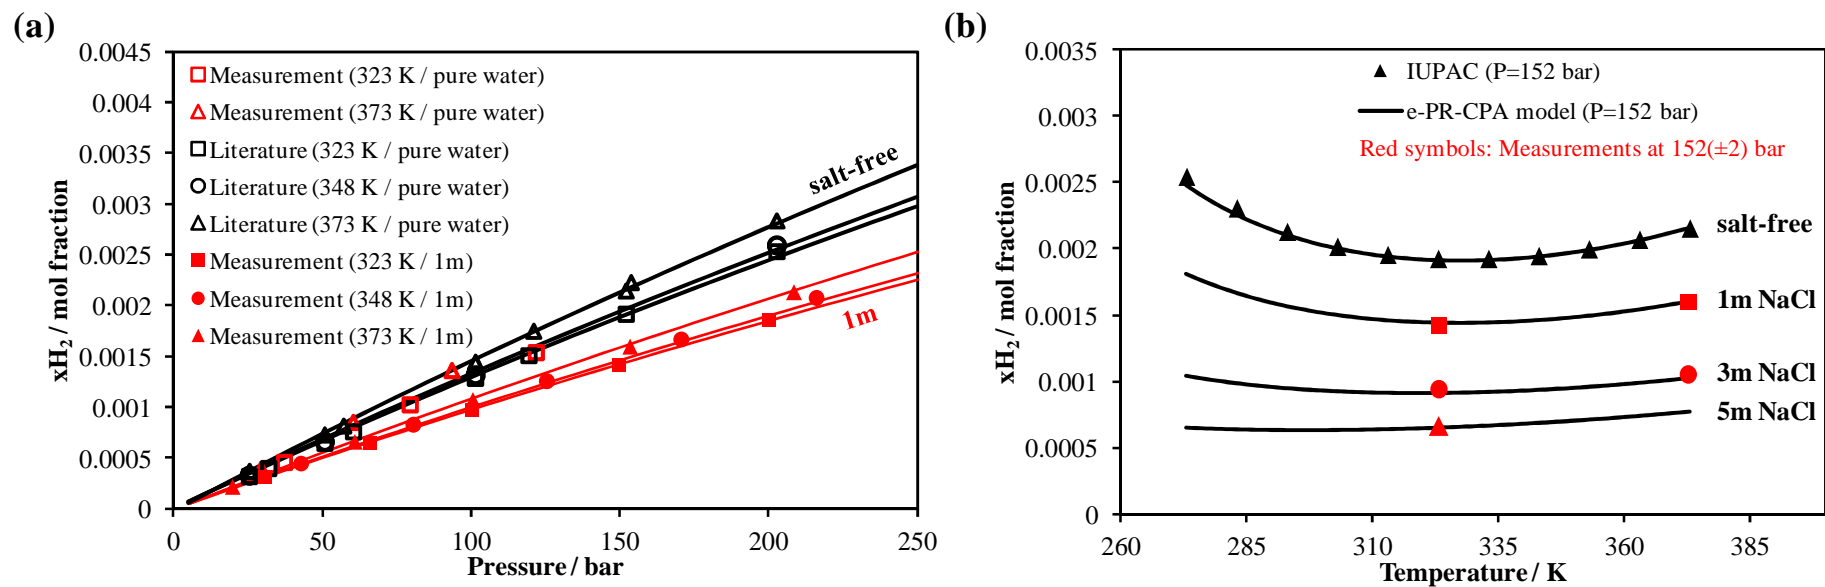 (a)
0.0045
0.004
0.0035
0.003
0.0025
0.002
0.0015
0.001
0.0005
0
xH₂ / mol fraction
Measurement (323 K / pure water)
Measurement (373 K / pure water)
Literature (323 K / pure water)
Literature (348 K / pure water)
Literature (373 K / pure water)
Measurement (323 K / 1m)
Measurement (348 K / 1m)
Measurement (373 K / 1m)
salt-free
1m
0 50 100 150 200 250
Pressure / bar
(b)
0.0035
0.003
0.0025
0.002
0.0015
0.001
0.0005
0
xH₂ / mol fraction
IUPAC (P=152 bar)
e-PR-CPA model (P=152 bar)
Red symbols: Measurements at 152(±2) bar
salt-free
1m NaCl
3m NaCl
5m NaCl
260 285 310 335 360 385
Temperature / K